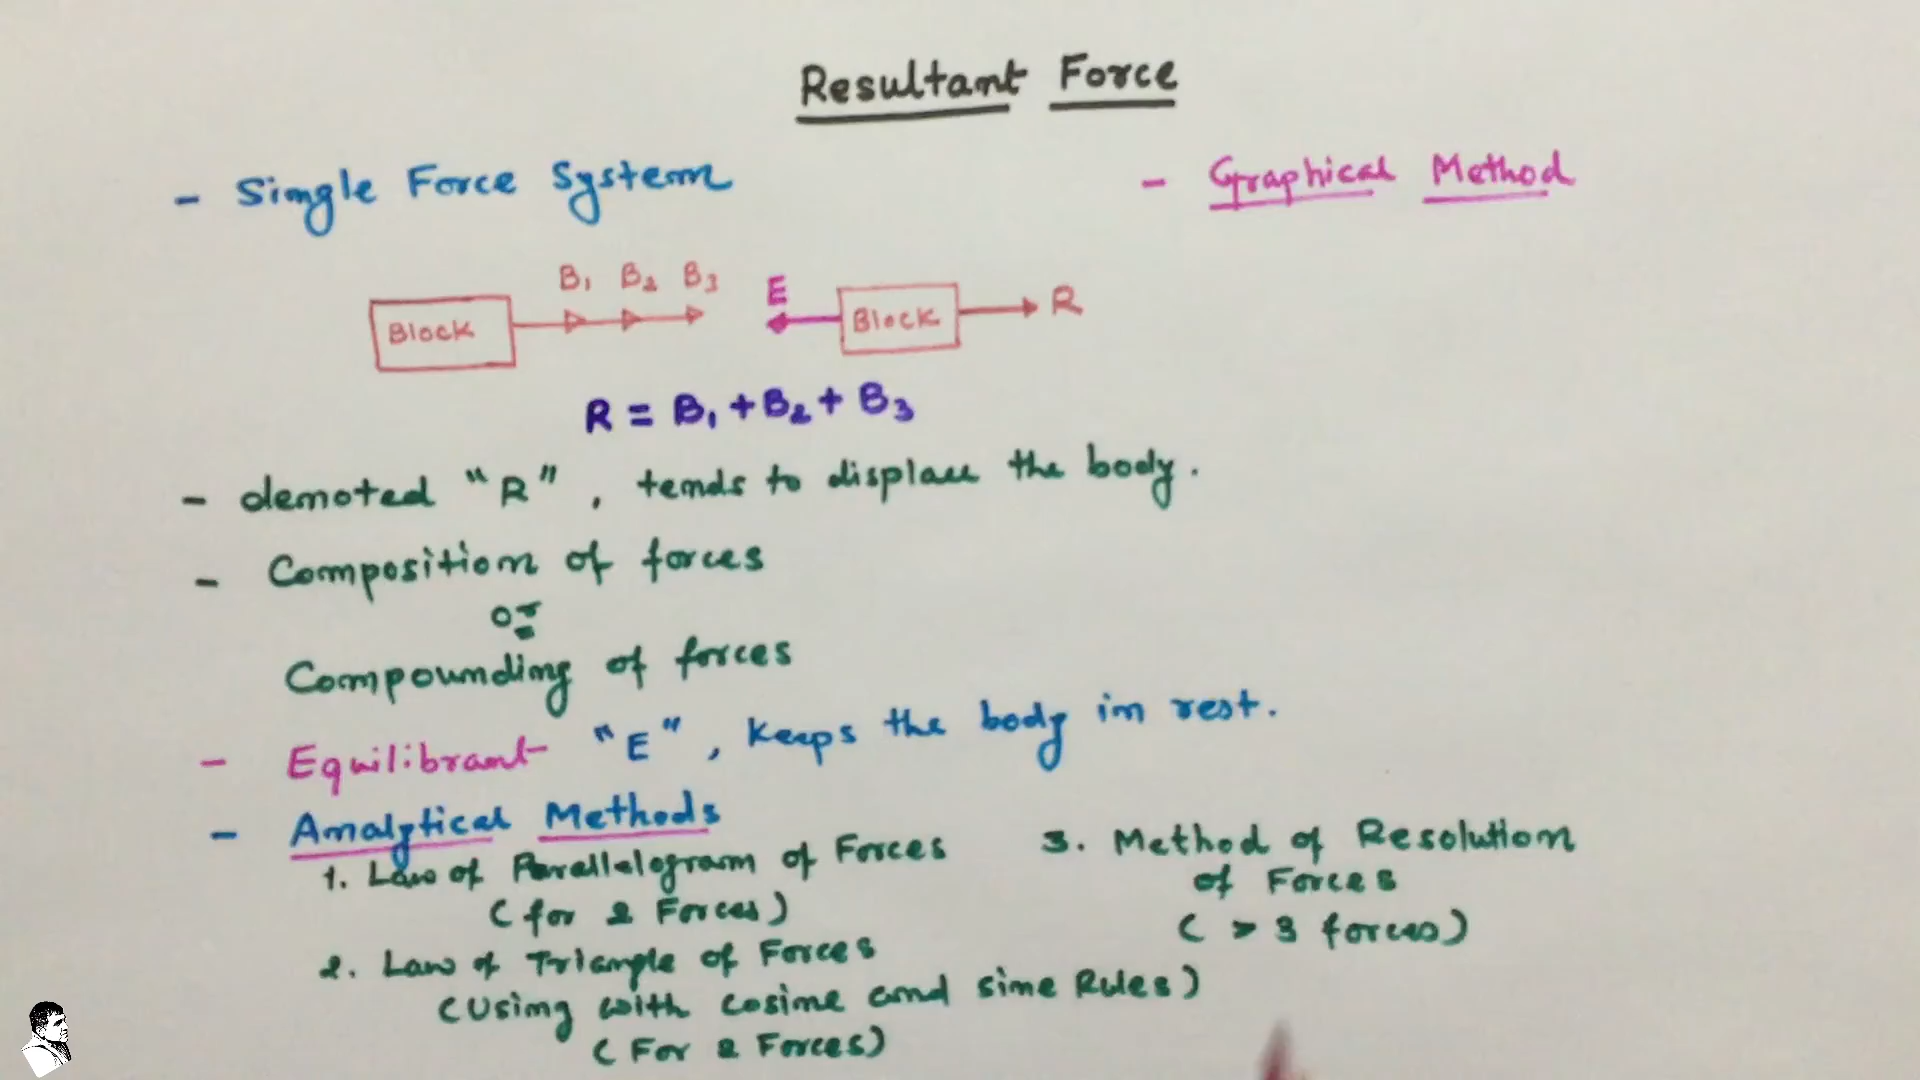 Resultant Force
- Single Force System
- Graphical Method
B1 B2 B3
Block
E
Block
R
R = B1 + B2 + B3
- denoted "R", tends to displace the body.
- Composition of forces
or
Compounding of forces
- Equilibrant "E", keeps the body in rest.
- Analytical Methods
1. Law of Parallelogram of Forces
(for 2 Forces)
2. Law of Triangle of Forces
(Using with cosine and sine Rules)
(For 2 Forces)
3. Method of Resolution
of Forces
(> 3 forces)